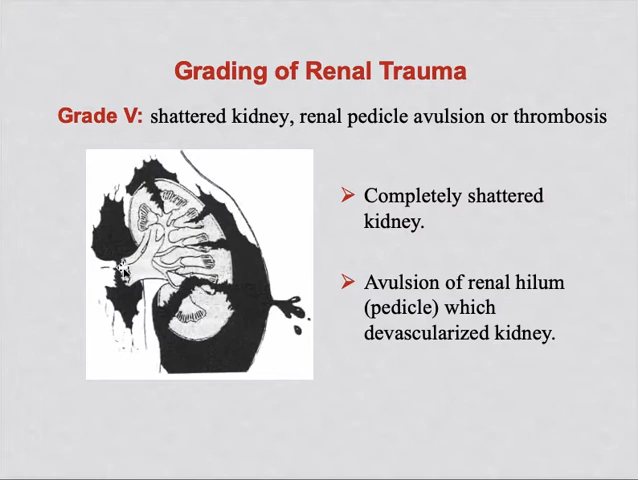 Grading of Renal Trauma
Grade V: shattered kidney, renal pedicle avulsion or thrombosis
Completely shattered
kidney.
Avulsion of renal hilum
(pedicle) which
devascularized kidney.